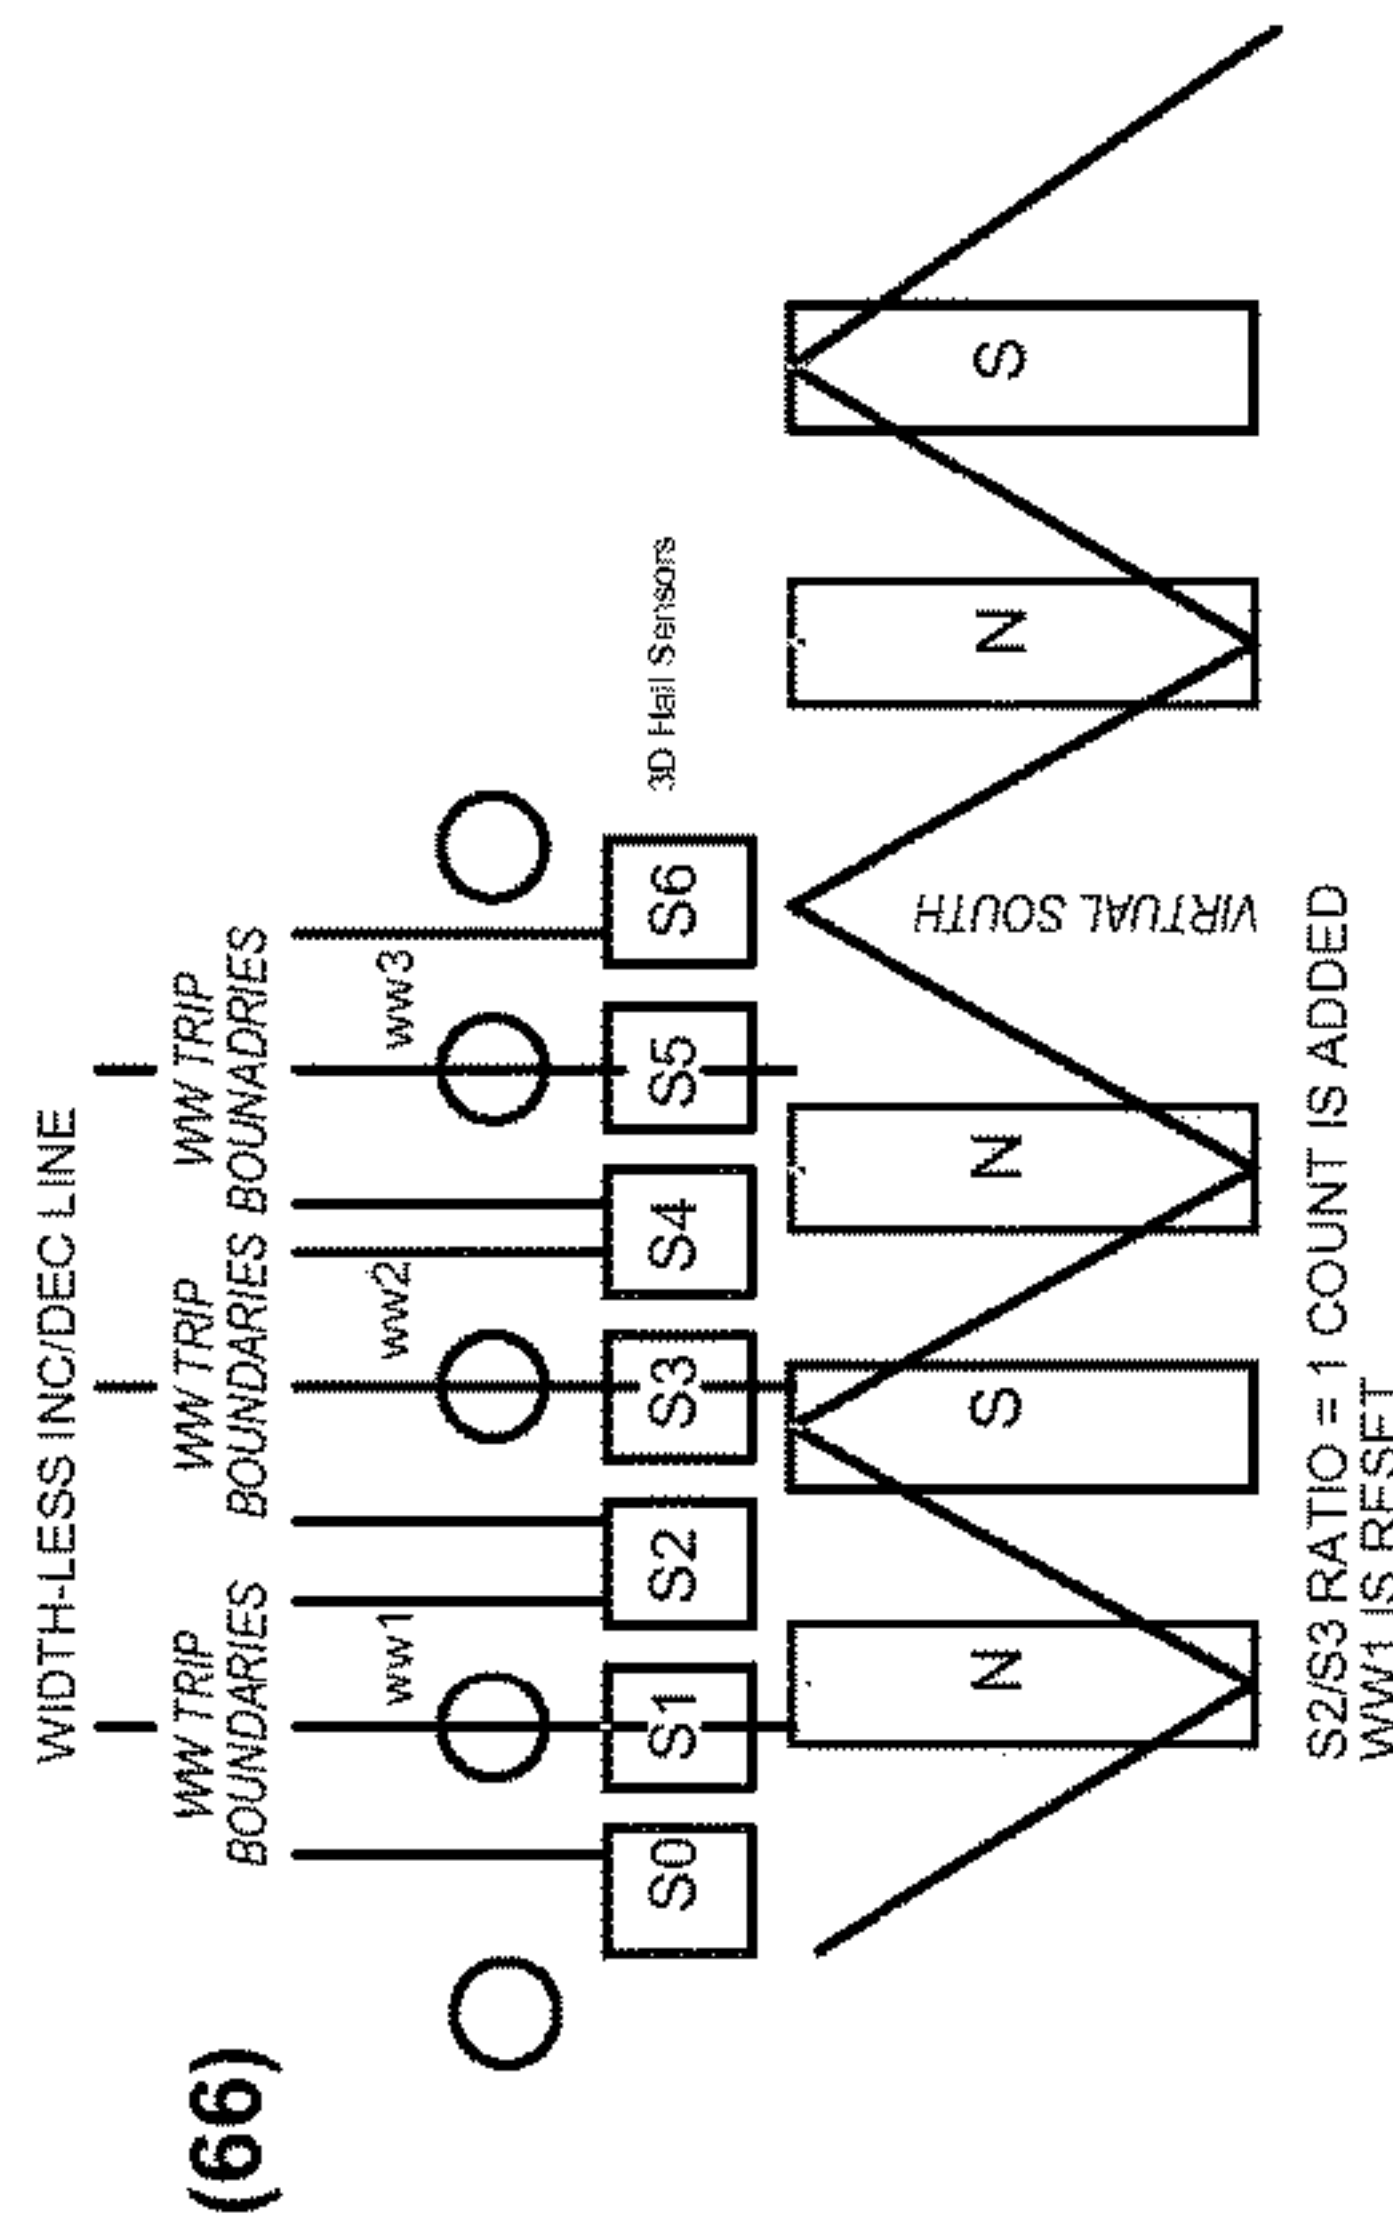 WIDTH-LESS INC/DEC LINE
(66)
WW TRIP
BOUNDARIES
WW TRIP
BOUNDARIES
WW TRIP
BOUNADRIES
ww1
ww2
ww3
S0
S1
S2
S3
S4
S5
S6
3D Hall Sensors
N
S
N
VIRTUAL SOUTH
N
S
S2/S3 RATIO = 1 COUNT IS ADDED
WW1 IS RESET